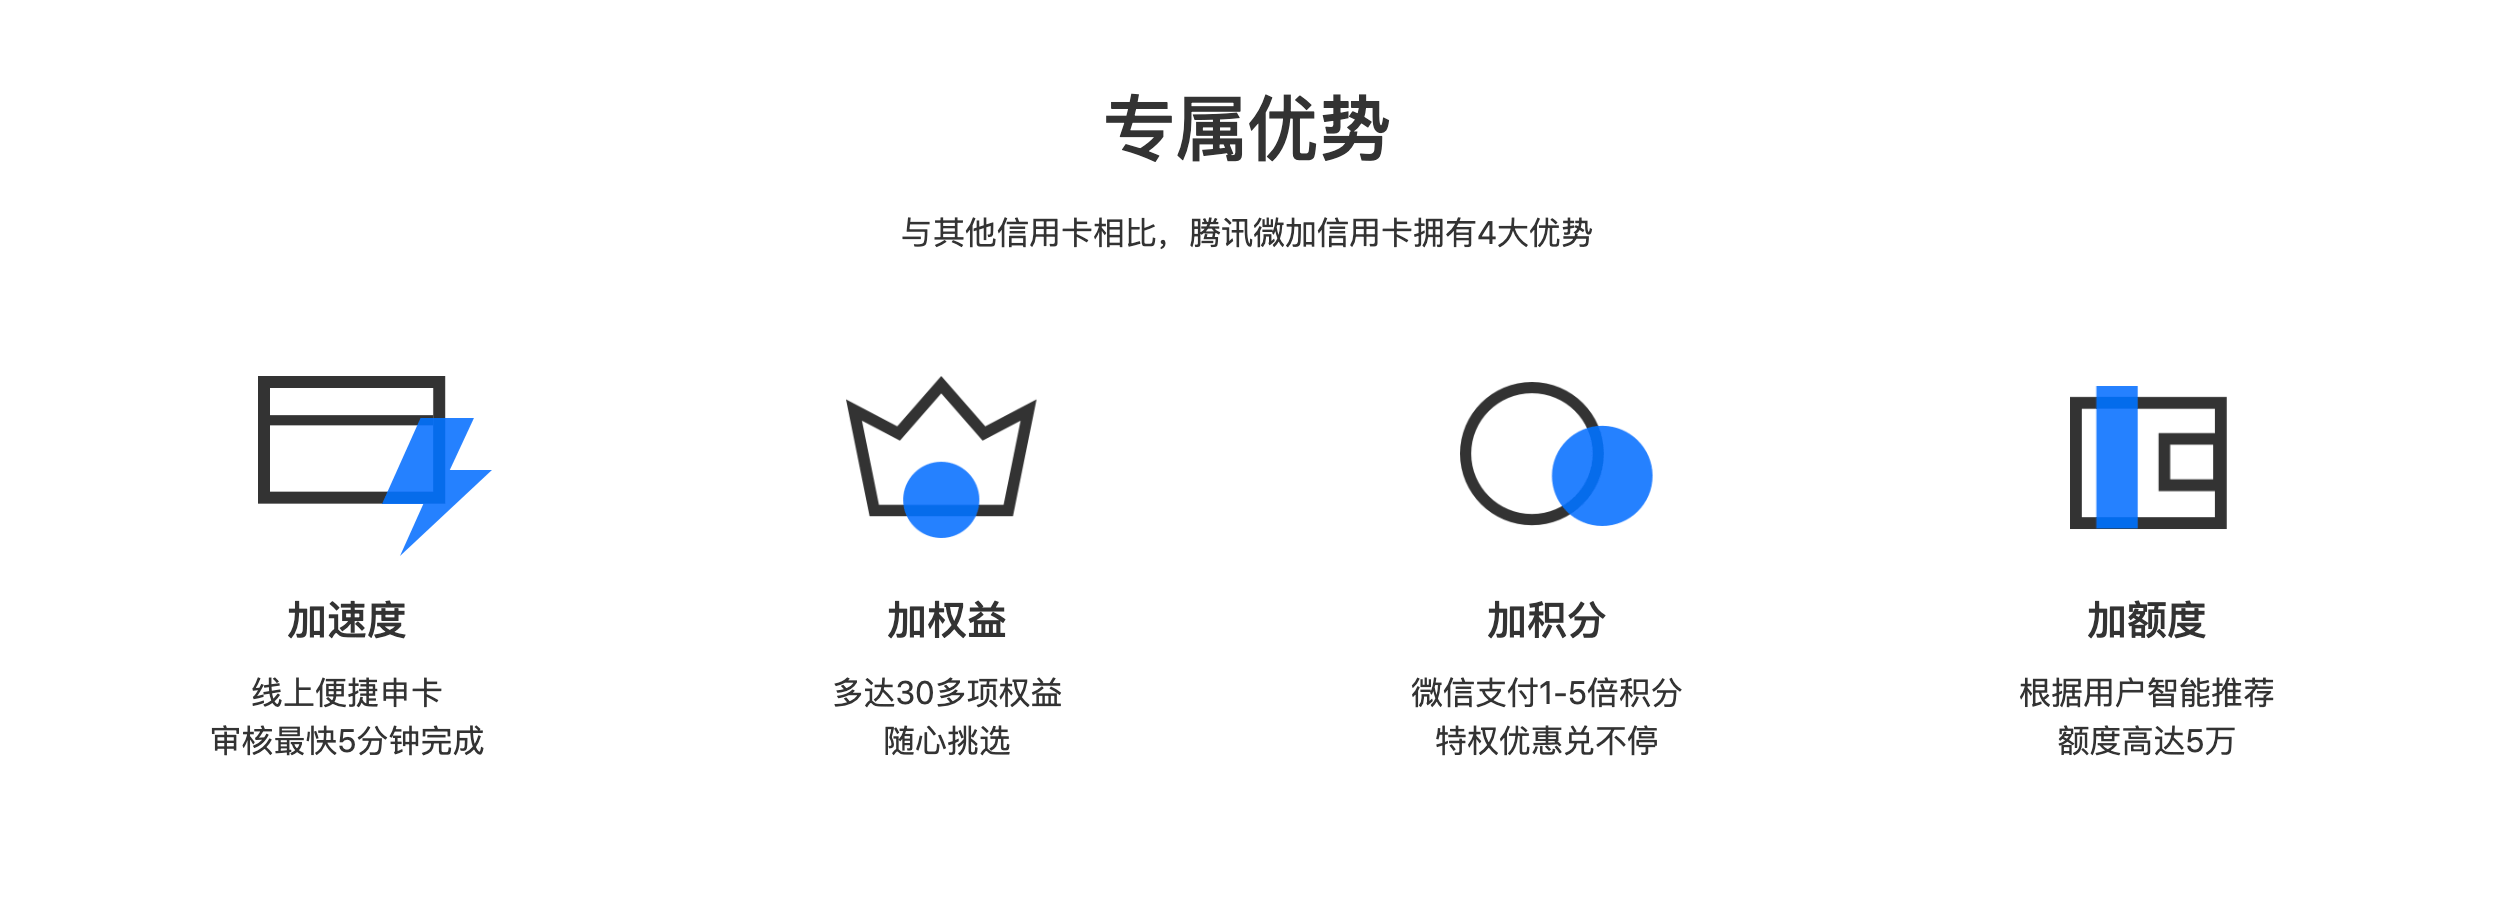 专属优势
与其他信用卡相比，腾讯微加信用卡拥有4大优势
加速度
线上便捷申卡
审核最快5分钟完成
加权益
多达30多项权益
随心挑选
加积分
微信支付1-5倍积分
特权优惠兑不停
加额度
根据用户智能推荐
额度高达5万